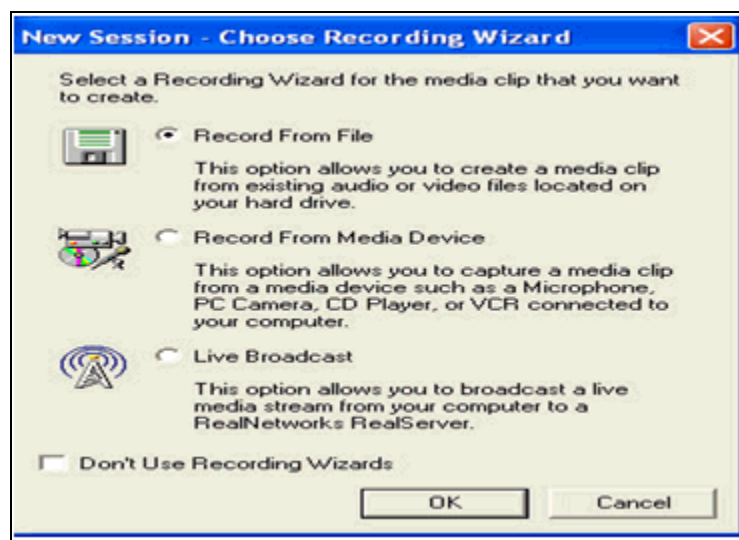 New Session - Choose Recording Wizard
Select a Recording Wizard for the media clip that you want
to create.
Record From File
This option allows you to create a media clip
from existing audio or video files located on
your hard drive.
Record From Media Device
This option allows you to capture a media clip
from a media device such as a Microphone,
PC Camera, CD Player, or VCR connected to
your computer.
Live Broadcast
This option allows you to broadcast a live
media stream from your computer to a
RealNetworks RealServer.
Don't Use Recording Wizards
OK
Cancel